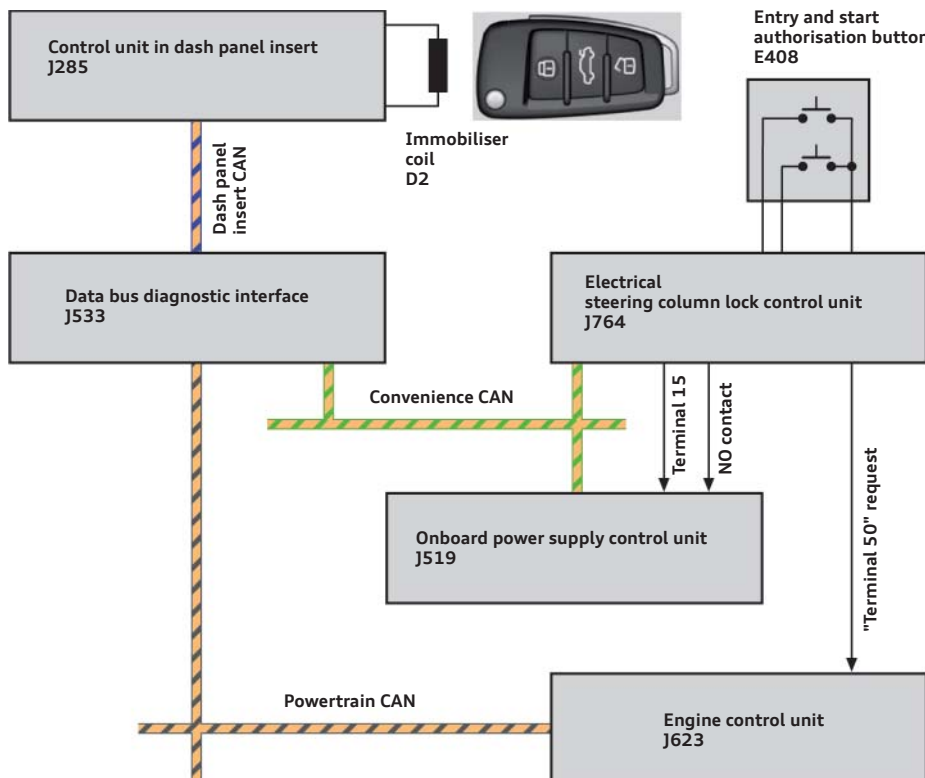 Control unit in dash panel insert
J285
Immobiliser
coil
D2
Entry and start
authorisation button
E408
Dash panel
insert CAN
Data bus diagnostic interface
J533
Electrical
steering column lock control unit
J764
Convenience CAN
Terminal 15
NO contact
"Terminal 50" request
Onboard power supply control unit
J519
Powertrain CAN
Engine control unit
J623